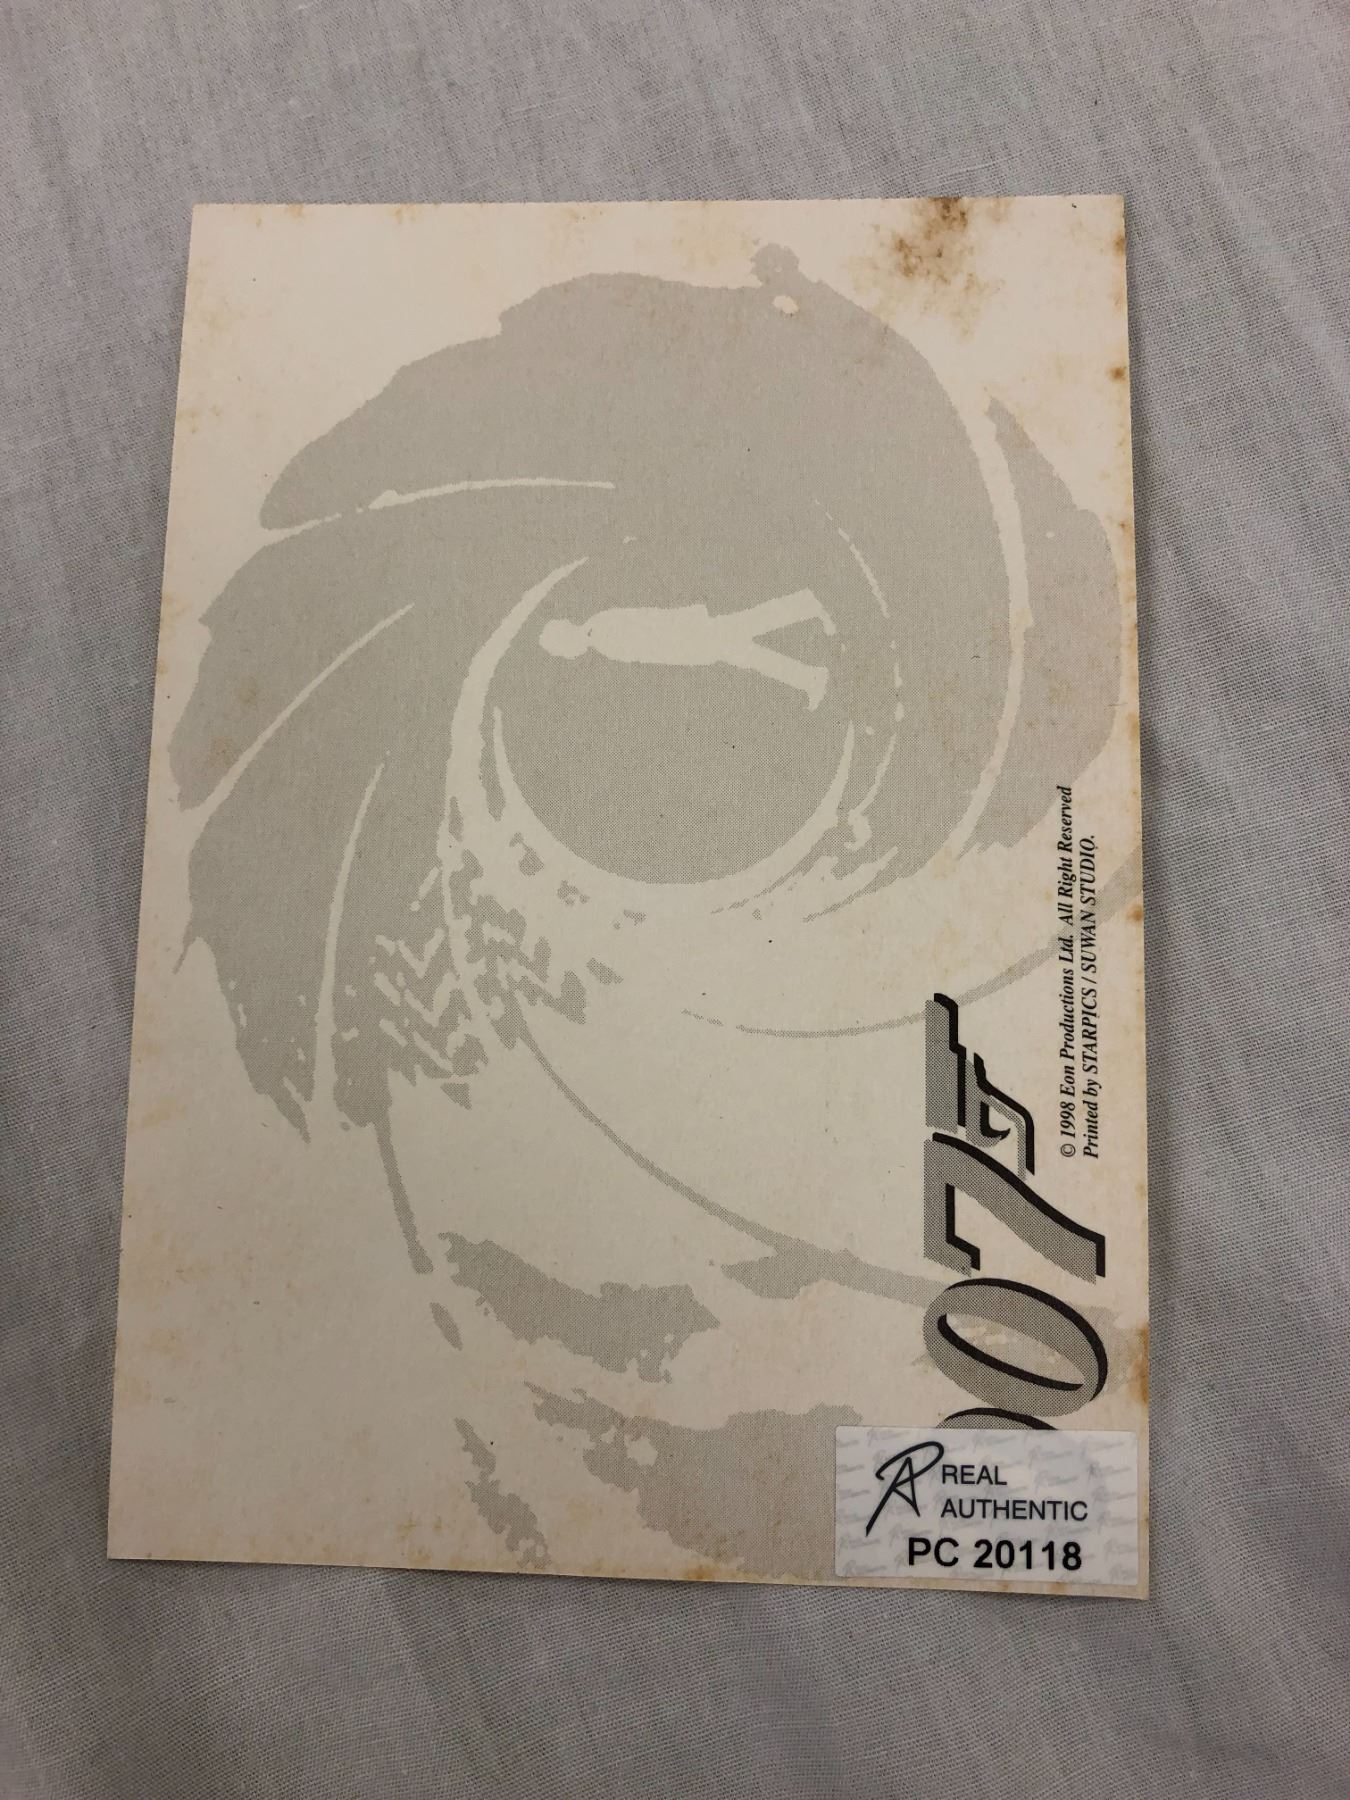 © 1998 Eon Productions Ltd. All Right Reserved
Printed by STARPICS / SUWAN STUDIO.
007
REAL
AUTHENTIC
PC 20118